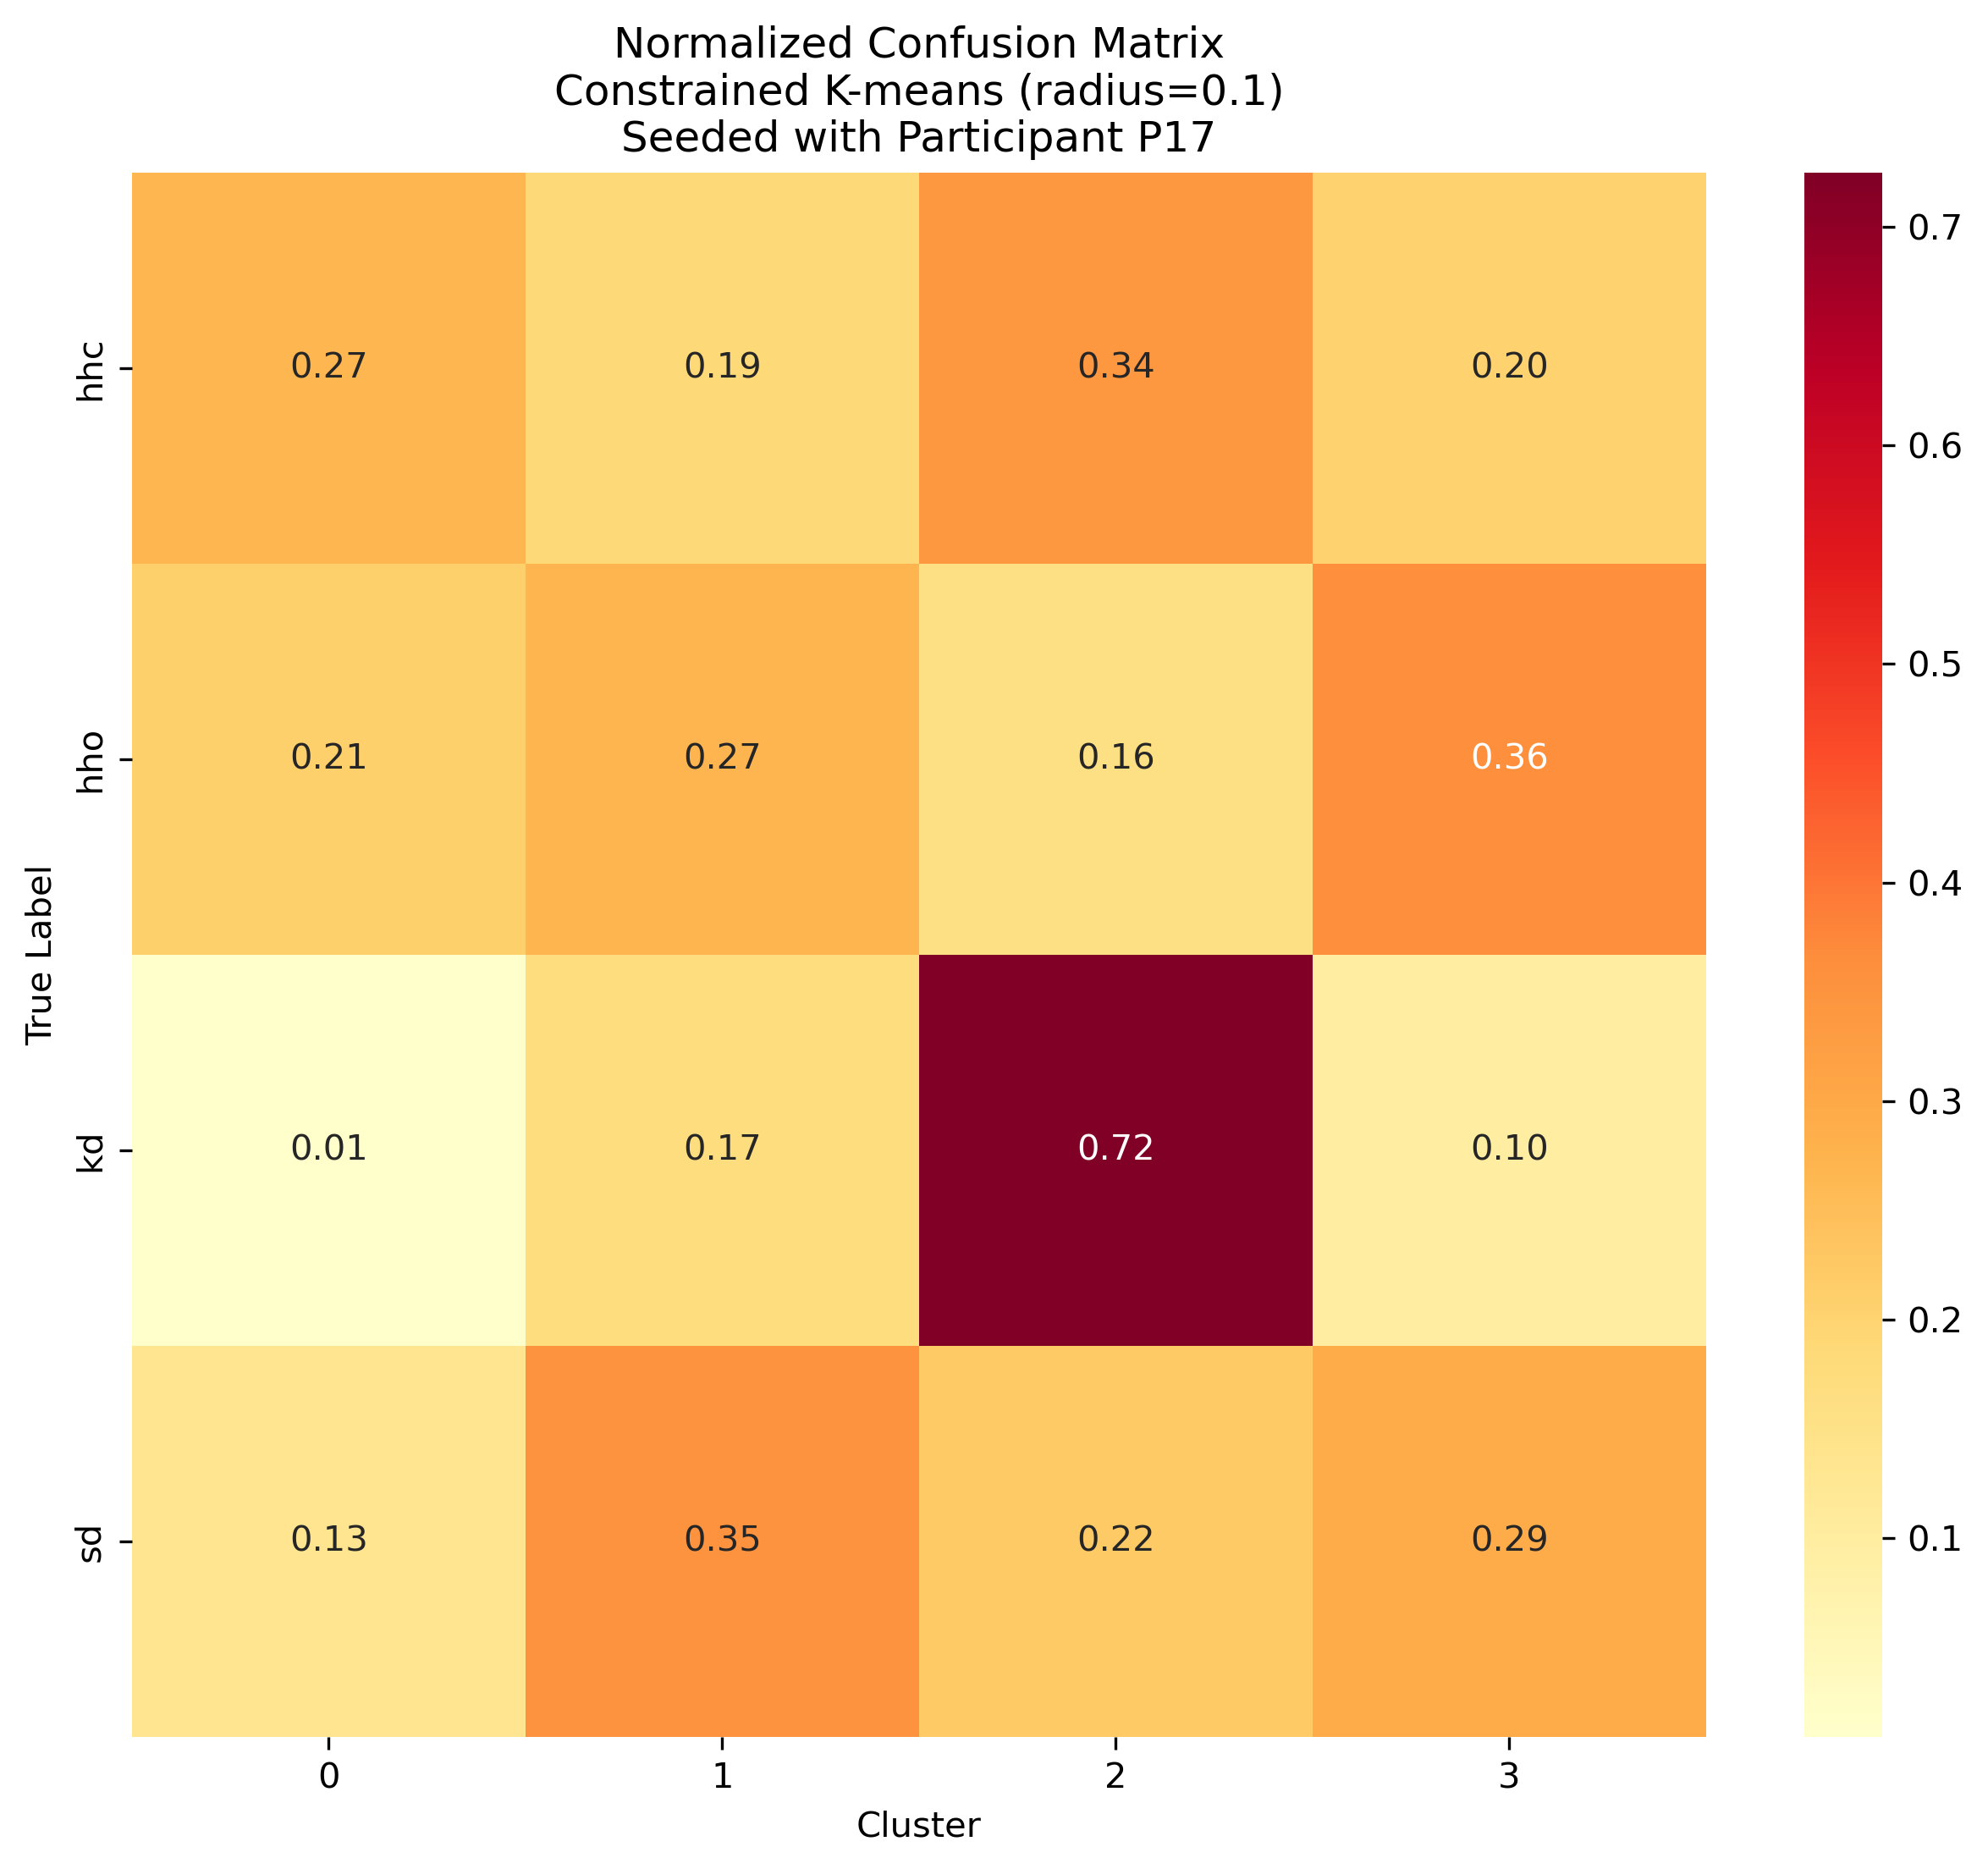 Normalized Confusion Matrix
Constrained K-means (radius=0.1)
Seeded with Participant P17
True Label
hhc
0.27 0.19 0.34 0.20
hho
0.21 0.27 0.16 0.36
kd
0.01 0.17 0.72 0.10
sd
0.13 0.35 0.22 0.29
0 1 2 3
Cluster
0.7
0.6
0.5
0.4
0.3
0.2
0.1